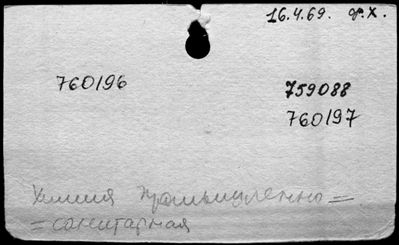 16.4.69. ф.х.
760196
759088
760197
Химия промышленно=
=санитарная